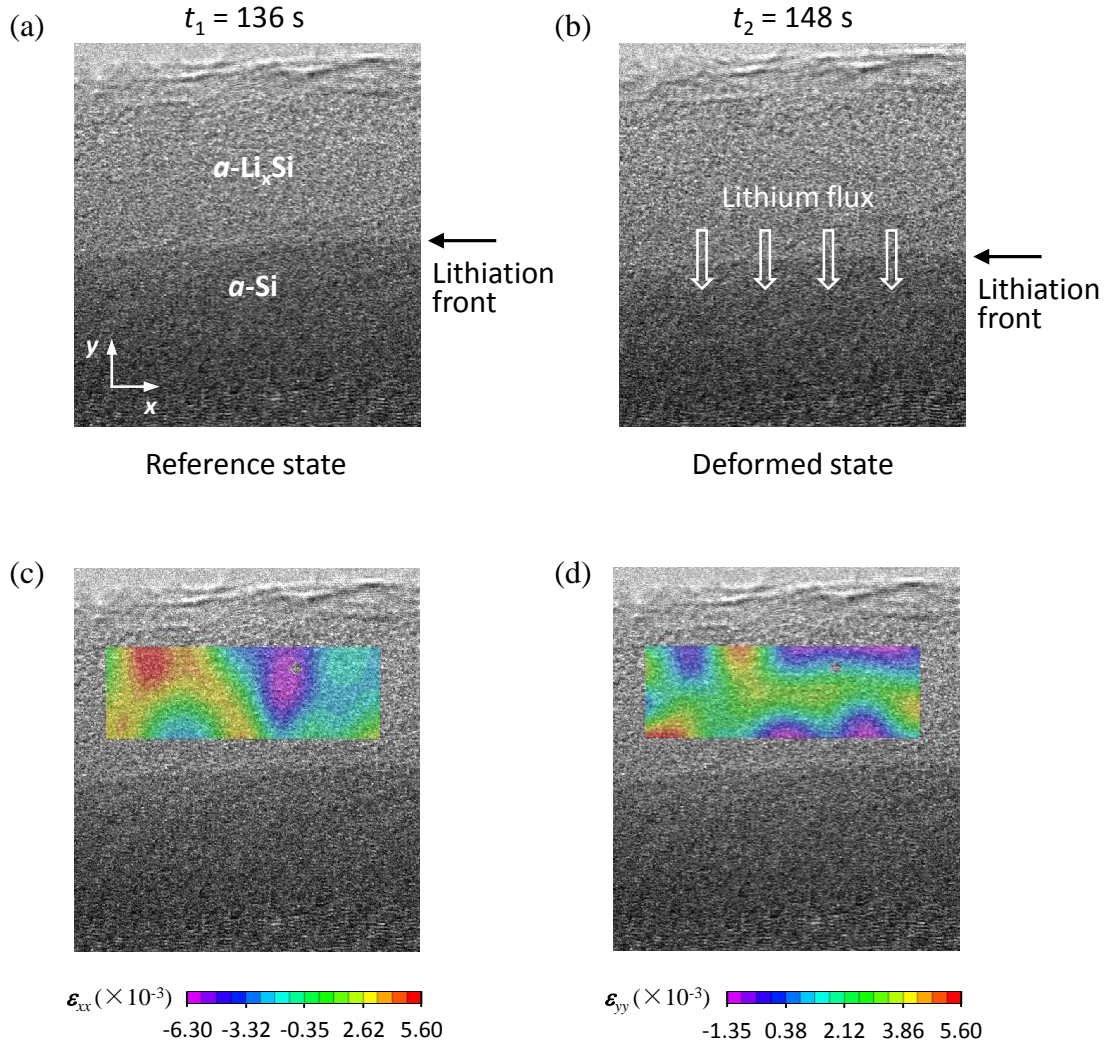 (a)
t₁ = 136 s
(b)
t₂ = 148 s
a-LiₓSi
a-Si
y
x
Lithiation
front
Lithium flux
Lithiation
front
Reference state
Deformed state
(c)
(d)
εₓₓ (×10⁻³)
-6.30 -3.32 -0.35 2.62 5.60
εyy (×10⁻³)
-1.35 0.38 2.12 3.86 5.60